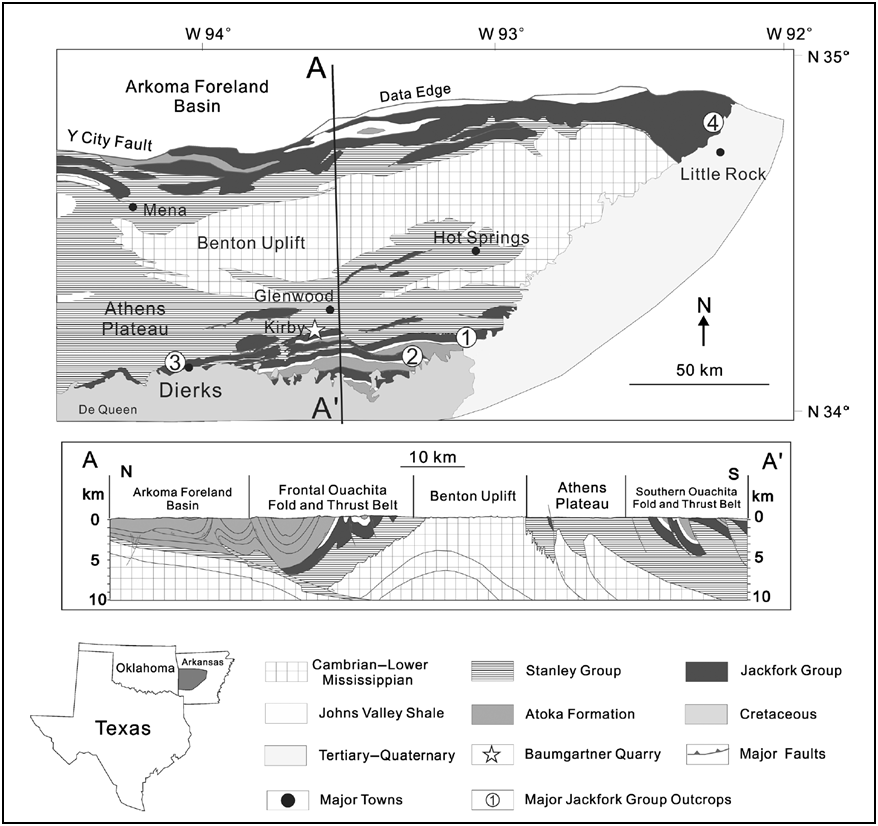 W 94° W 93° W 92°
N 35°
A
Arkoma Foreland
Basin
Data Edge
Y City Fault
4
Little Rock
Mena
Benton Uplift
Hot Springs
Glenwood
Athens
Plateau
Kirby
N
1
2
3
Dierks
50 km
De Queen
A'
N 34°
A
N
10 km
S
A'
km
Arkoma Foreland
Basin
Frontal Ouachita
Fold and Thrust Belt
Benton Uplift
Athens
Plateau
Southern Ouachita
Fold and Thrust Belt
km
0 0
5 5
10 10
Oklahoma
Arkansas
Texas
Cambrian–Lower
Mississippian
Stanley Group
Jackfork Group
Johns Valley Shale
Atoka Formation
Cretaceous
Tertiary–Quaternary
Baumgartner Quarry
Major Faults
Major Towns
1 Major Jackfork Group Outcrops